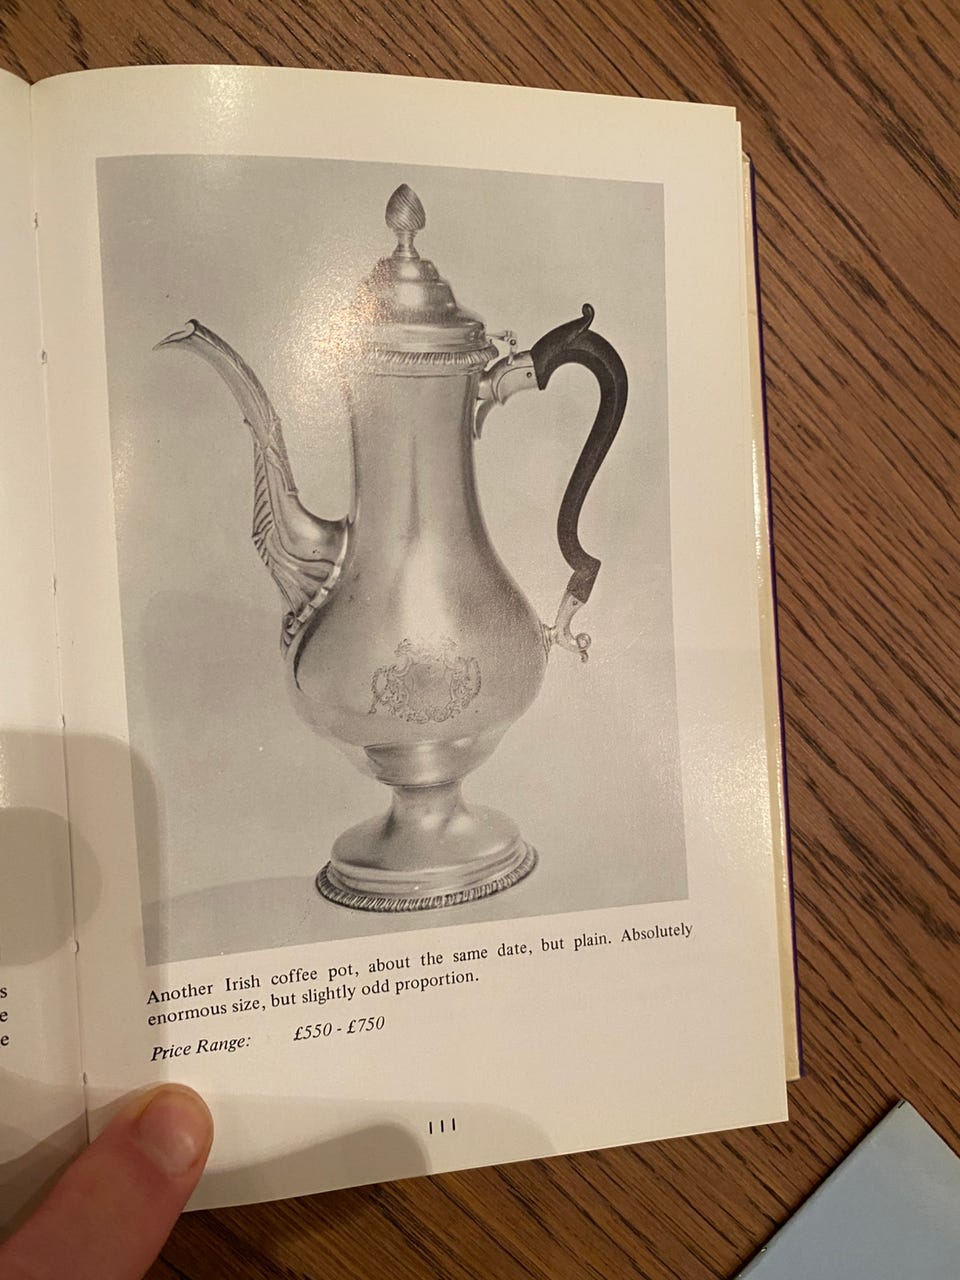 s
e
e
Another Irish coffee pot, about the same date, but plain. Absolutely
enormous size, but slightly odd proportion.
Price Range: £550 - £750
111